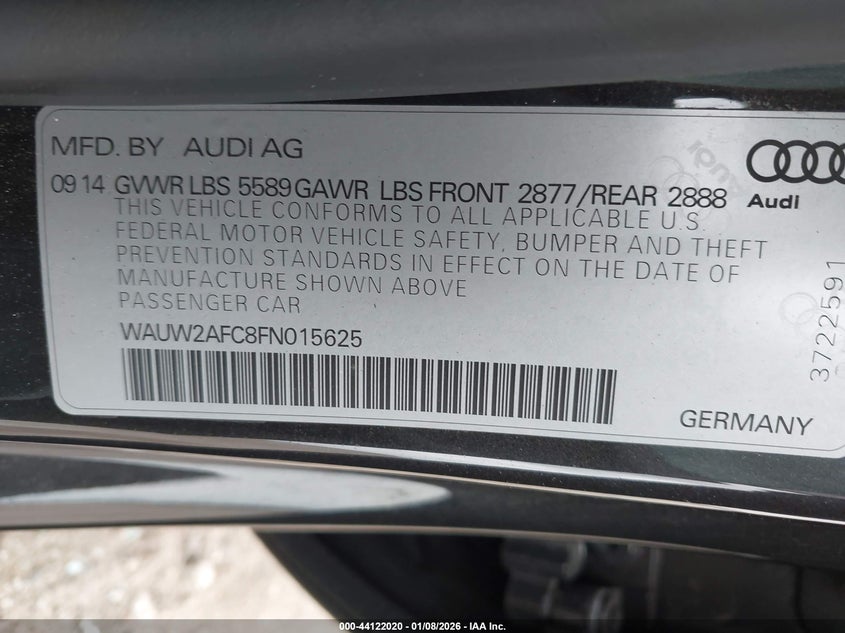 MFD. BY AUDI AG
09 14 GVWR LBS 5589 GAWR LBS FRONT 2877/REAR 2888
THIS VEHICLE CONFORMS TO ALL APPLICABLE U.S.
FEDERAL MOTOR VEHICLE SAFETY, BUMPER AND THEFT
PREVENTION STANDARDS IN EFFECT ON THE DATE OF
MANUFACTURE SHOWN ABOVE
PASSENGER CAR
WAUW2AFC8FN015625
Audi
3722591
GERMANY
000-44122020 - 01/08/2026 - IAA Inc.